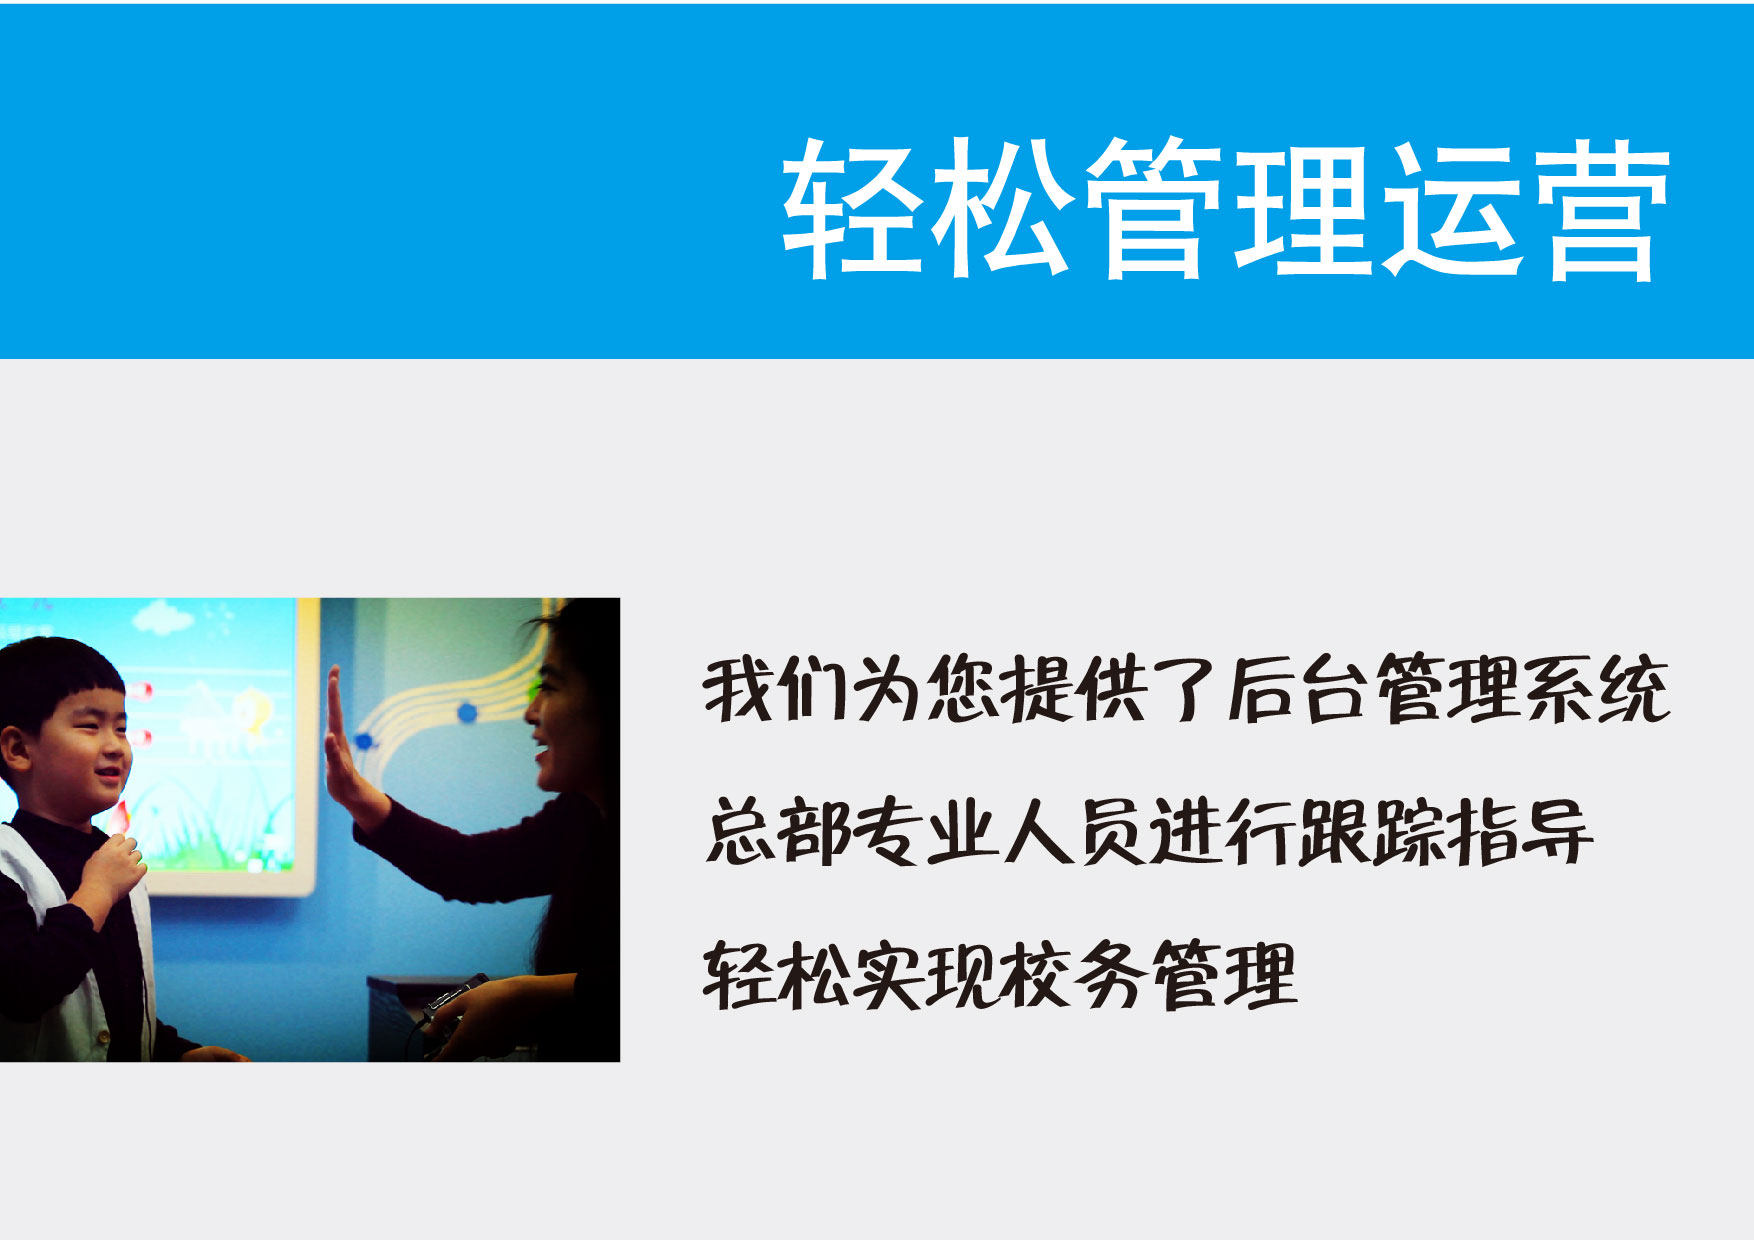 轻松管理运营
我们为您提供了后台管理系统
总部专业人员进行跟踪指导
轻松实现校务管理